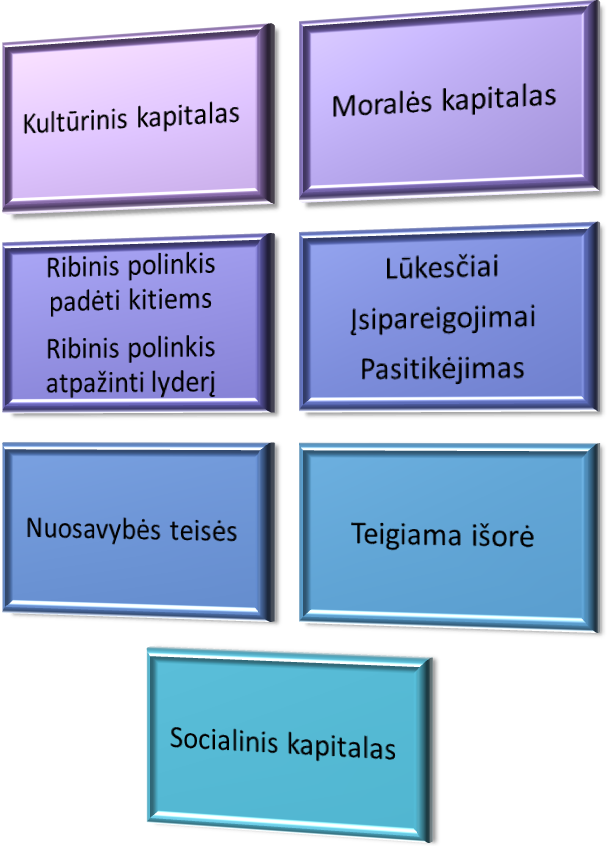 Kultūrinis kapitalas
Moralės kapitalas
Ribinis polinkis
padėti kitiems
Ribinis polinkis
atpažinti lyderį
Lūkesčiai
Įsipareigojimai
Pasitikėjimas
Nuosavybės teisės
Teigiama išorė
Socialinis kapitalas